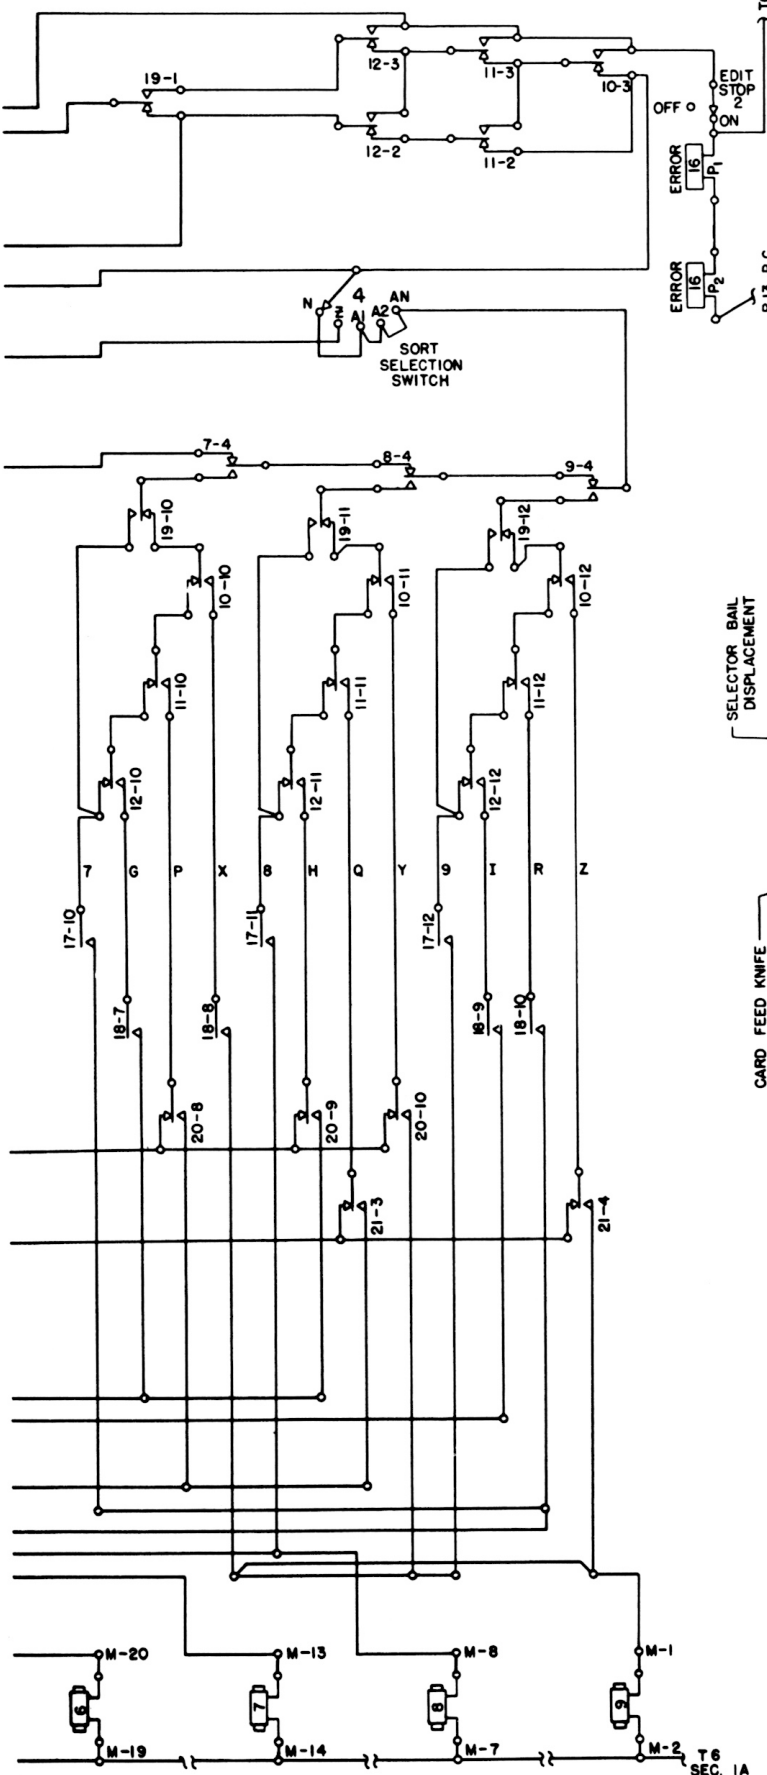 TO
19-1
12-3
11-3
10-3
EDIT
STOP
2
OFF
ON
12-2
11-2
ERROR
16
P1
ERROR
16
P2
N
4
Z
A1
A2
AN
SORT
SELECTION
SWITCH
7-4
8-4
9-4
19-10
19-11
19-12
10-10
10-11
10-12
11-10
11-11
11-12
12-10
12-11
12-12
SELECTOR BAIL
DISPLACEMENT
7 G P X 8 H Q Y 9 I R Z
17-10
17-11
17-12
CARD FEED KNIFE
18-7
18-8
18-9
18-10
20-8
20-9
20-10
21-3
21-4
M-20
M-13
M-8
M-1
6
7
8
9
M-19
M-14
M-7
M-2
T6
SEC. 1A